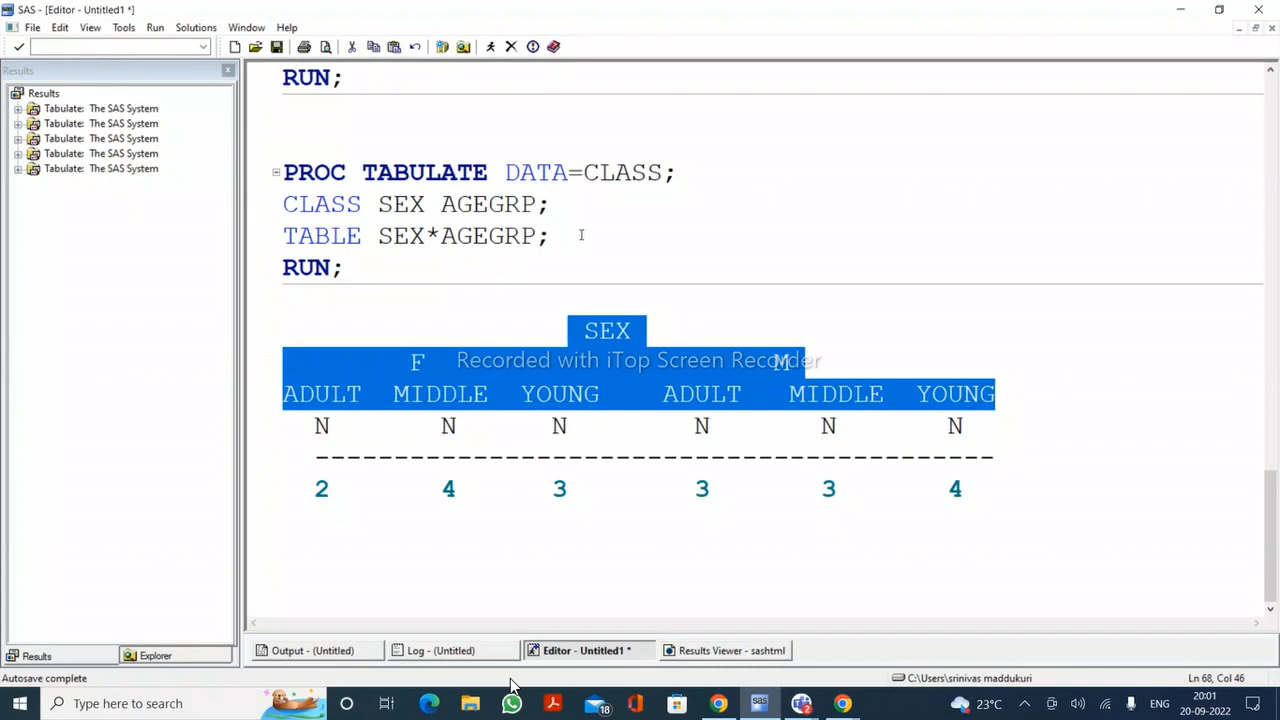 SAS - [Editor - Untitled1 *]
File Edit View Tools Run Solutions Window Help
Results
Results
Tabulate: The SAS System
Tabulate: The SAS System
Tabulate: The SAS System
Tabulate: The SAS System
Tabulate: The SAS System
RUN;
PROC TABULATE DATA=CLASS;
CLASS SEX AGEGRP;
TABLE SEX*AGEGRP;
RUN;
SEX
F M
Recorded with iTop Screen Recorder
ADULT MIDDLE YOUNG ADULT MIDDLE YOUNG
N N N N N N
----------------------------------------------
2 4 3 3 3 4
Results Explorer
Output - (Untitled) Log - (Untitled) Editor - Untitled1 * Results Viewer - sashtml
Autosave complete C:\Users\srinivas maddukuri Ln 68, Col 46
Type here to search 18 2 23°C ENG 20:01
20-09-2022